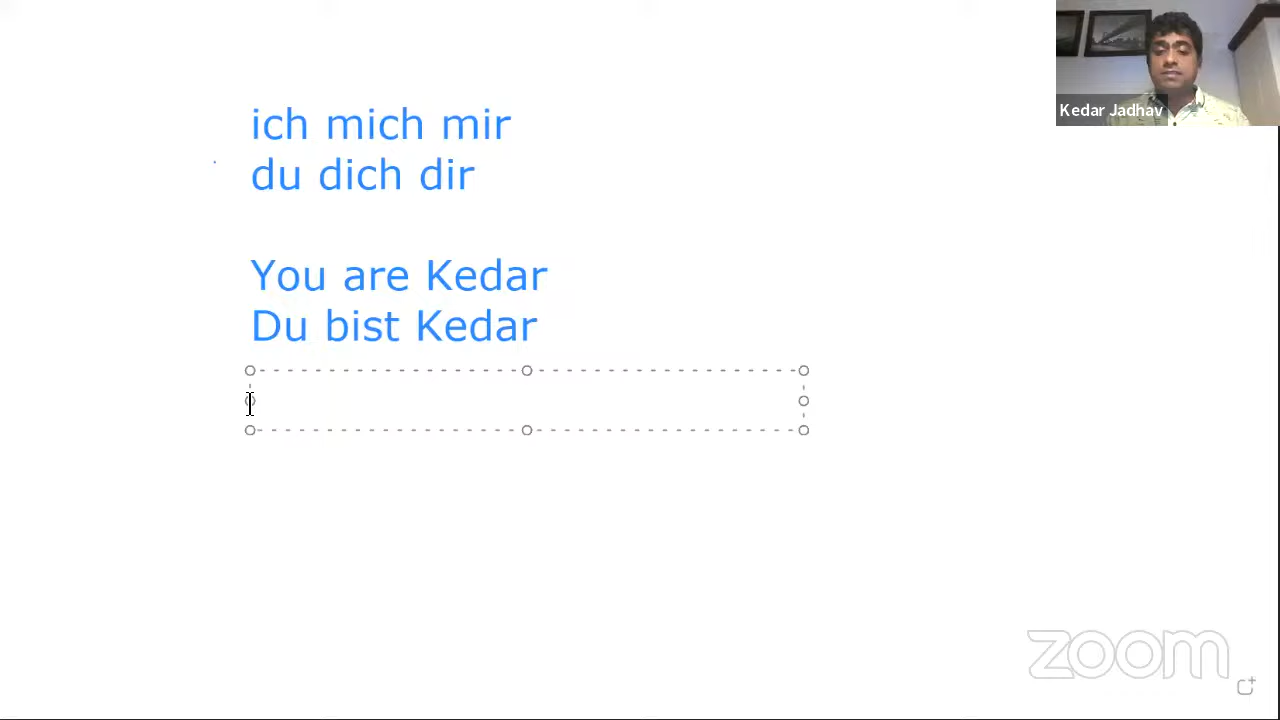 ich mich mir
du dich dir
You are Kedar
Du bist Kedar
Kedar Jadhav
zoom